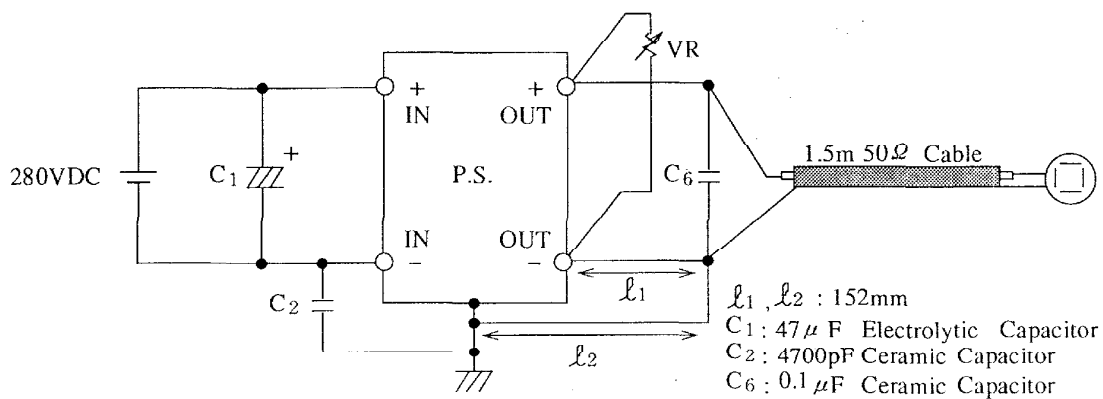 VR
+
IN
+
OUT
280VDC
C1
+
P.S.
C6
1.5m 50Ω Cable
IN
−
OUT
−
C2
ℓ1
ℓ2
ℓ1 , ℓ2 : 152mm
C1 : 47μF Electrolytic Capacitor
C2 : 4700pF Ceramic Capacitor
C6 : 0.1μF Ceramic Capacitor